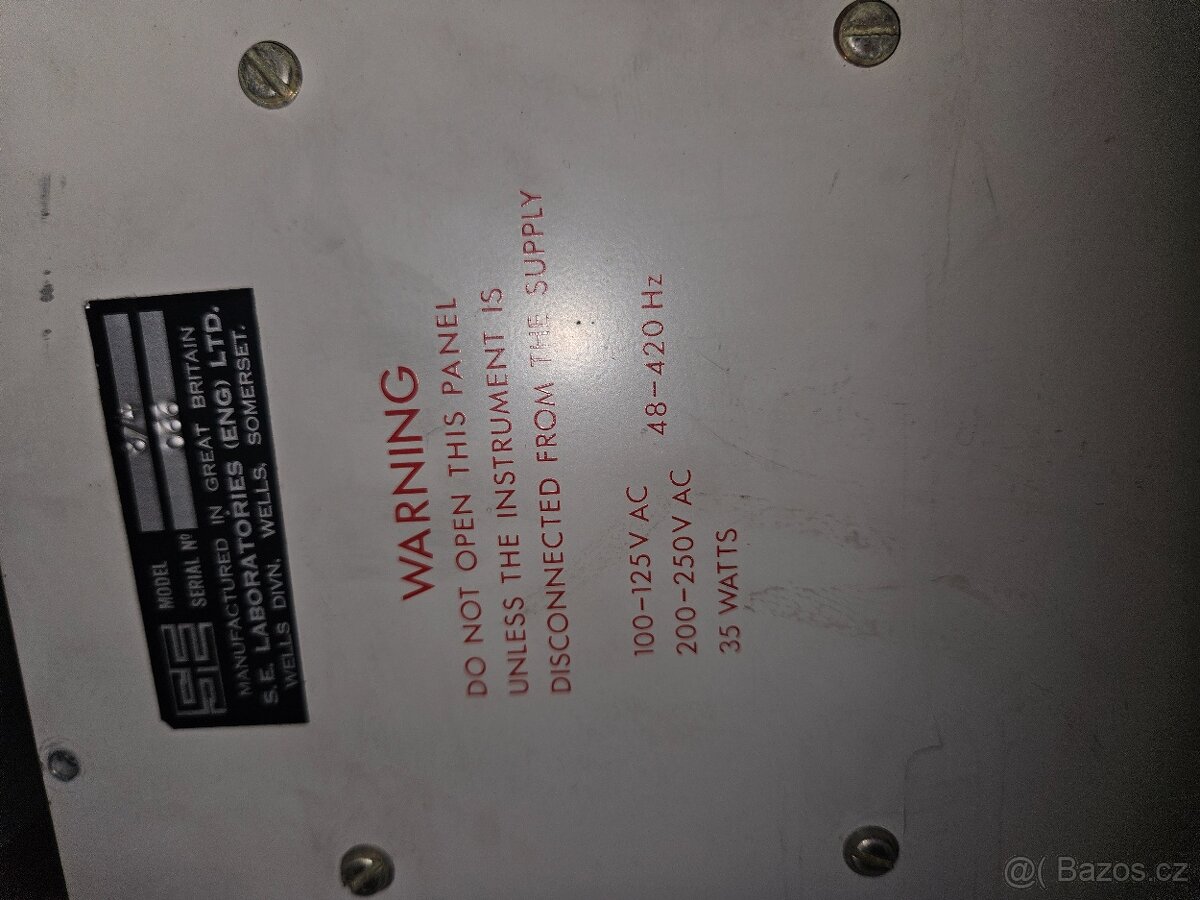 MODEL
SERIAL Nº
MANUFACTURED IN GREAT BRITAIN
S.E. LABORATORIES (ENG) LTD.
WELLS DIVN. WELLS, SOMERSET.
WARNING
DO NOT OPEN THIS PANEL
UNLESS THE INSTRUMENT IS
DISCONNECTED FROM THE SUPPLY
100-125V AC
200-250V AC 48-420 Hz
35 WATTS
@( Bazos.cz